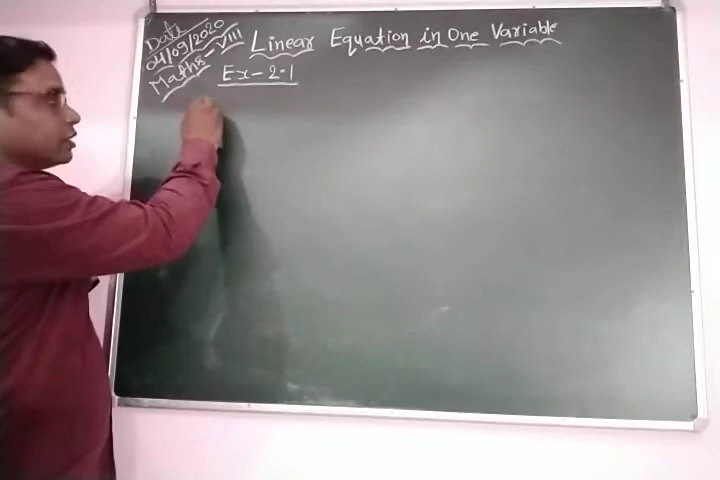 Date
04/09/2020
Maths - VIII
Linear Equation in One Variable
Ex - 2.1